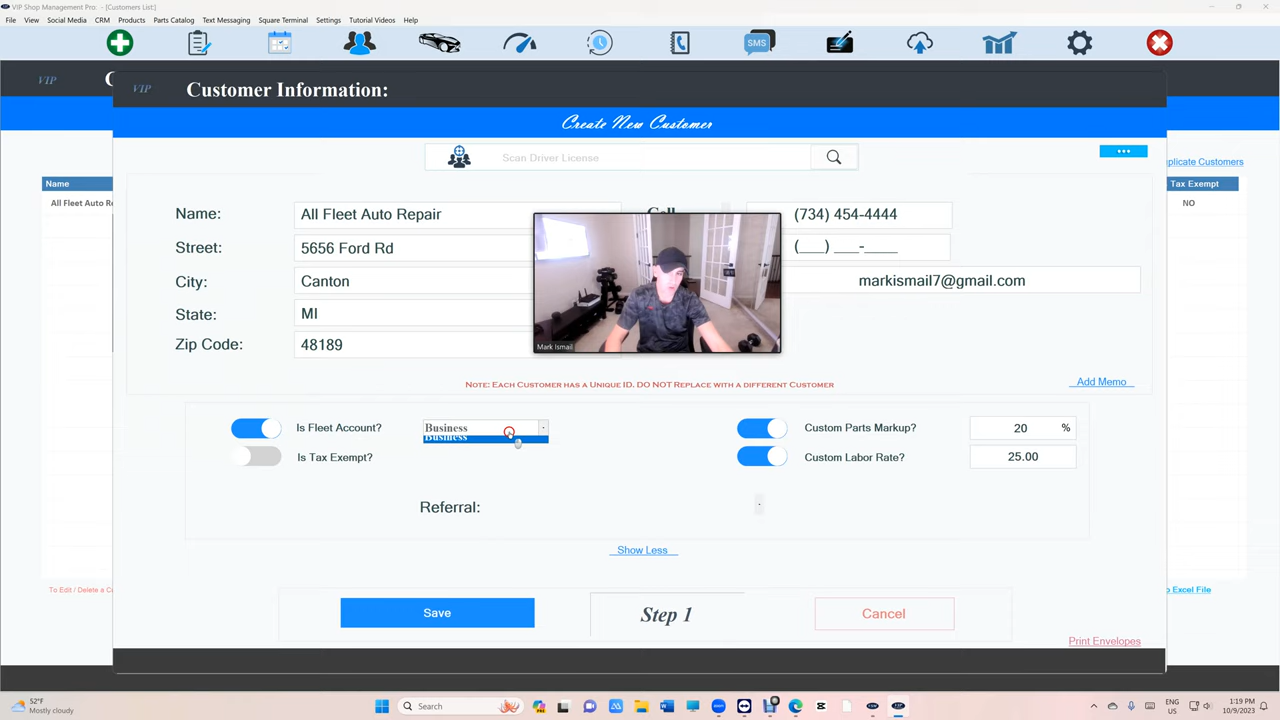 VIP Shop Management Pro: - [Customers List:]
File View Social Media CRM Products Parts Catalog Text Messaging Square Terminal Settings Tutorial Videos Help
SMS
VIP
C
VIP
Customer Information:
Create New Customer
Scan Driver License
...
plicate Customers
Name
Tax Exempt
All Fleet Auto R
NO
Name:
All Fleet Auto Repair
Cell
(734) 454-4444
Street:
5656 Ford Rd
(___) ___-____
City:
Canton
markismail7@gmail.com
State:
MI
Zip Code:
48189
Mark Ismail
NOTE: EACH CUSTOMER HAS A UNIQUE ID. DO NOT REPLACE WITH A DIFFERENT CUSTOMER
Add Memo
Is Fleet Account?
Business
Business
Custom Parts Markup?
20 %
Is Tax Exempt?
Custom Labor Rate?
25.00
Referral:
Show Less
To Edit / Delete a C
o Excel File
Save
Step 1
Cancel
Print Envelopes
52°F
Mostly cloudy
Search
ENG
US
1:19 PM
10/9/2023